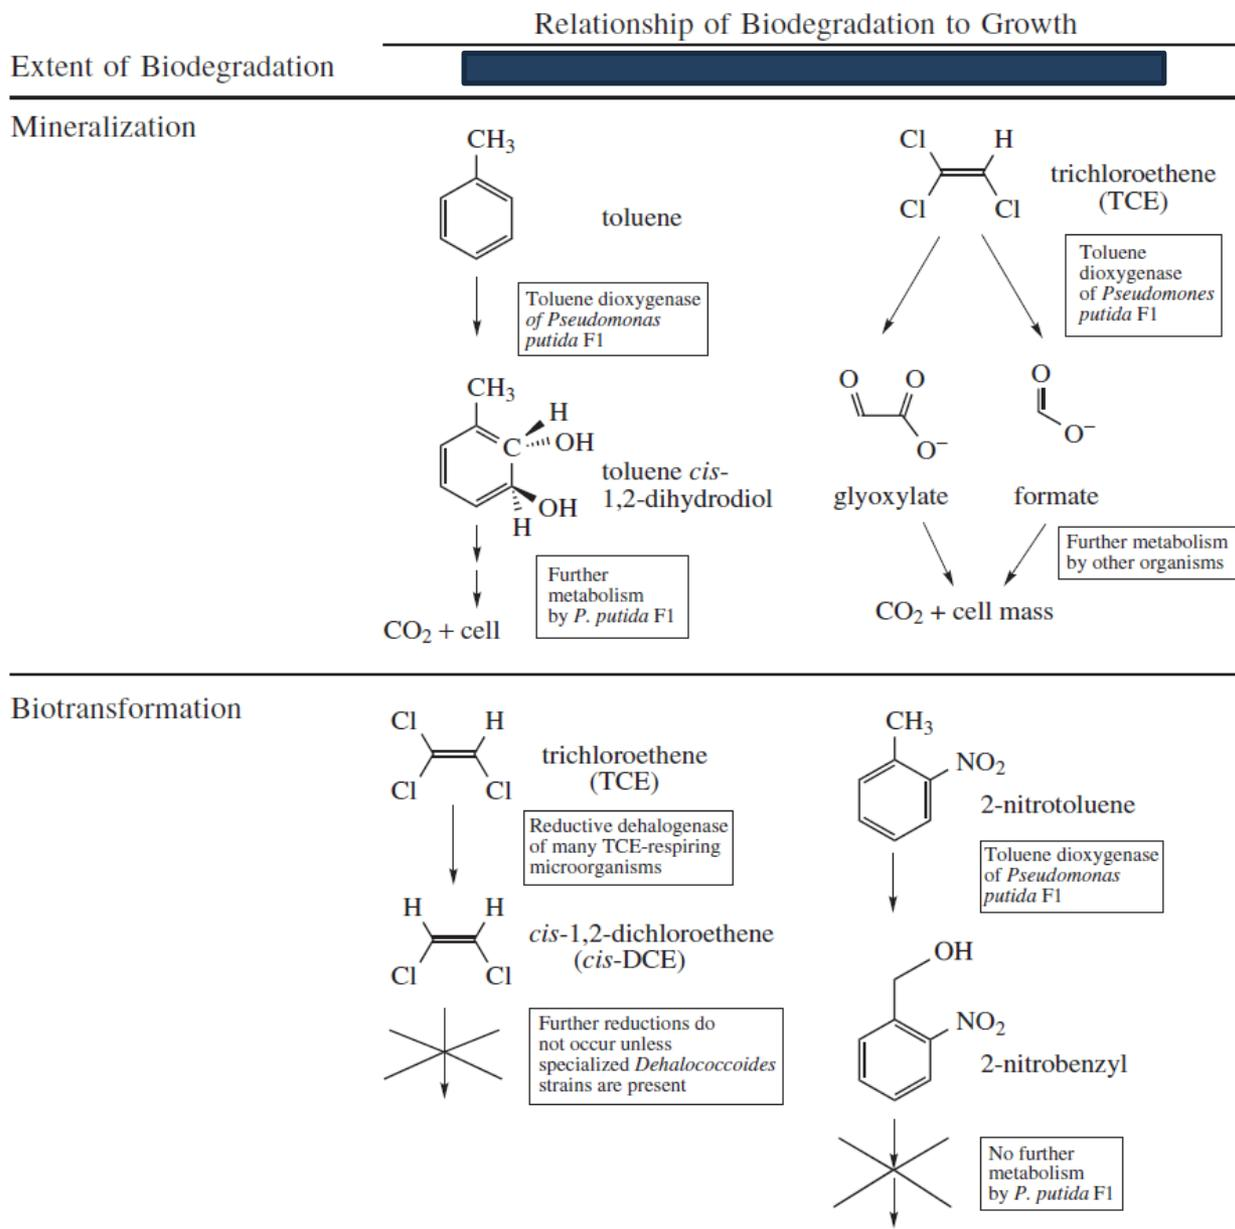 Relationship of Biodegradation to Growth
Extent of Biodegradation
Mineralization
CH₃
toluene
Toluene dioxygenase
of Pseudomonas
putida F1
CH₃
H
C
OH
OH
H
toluene cis-
1,2-dihydrodiol
Further
metabolism
by P. putida F1
CO₂ + cell
Cl
H
Cl
Cl
trichloroethene
(TCE)
Toluene
dioxygenase
of Pseudomones
putida F1
O
O
O⁻
glyoxylate
O
O⁻
formate
Further metabolism
by other organisms
CO₂ + cell mass
Biotransformation
Cl
H
Cl
Cl
trichloroethene
(TCE)
Reductive dehalogenase
of many TCE-respiring
microorganisms
H
H
Cl
Cl
cis-1,2-dichloroethene
(cis-DCE)
Further reductions do
not occur unless
specialized Dehalococcoides
strains are present
CH₃
NO₂
2-nitrotoluene
Toluene dioxygenase
of Pseudomonas
putida F1
OH
NO₂
2-nitrobenzyl
No further
metabolism
by P. putida F1